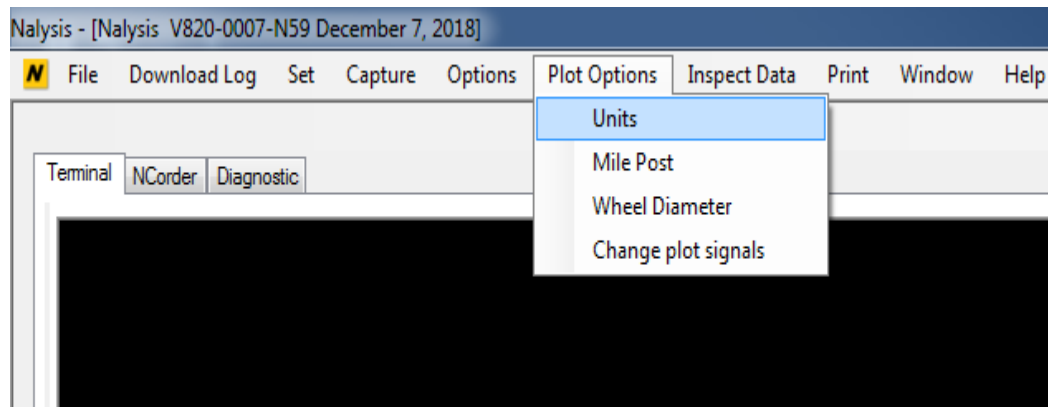 Nalysis - [Nalysis V820-0007-N59 December 7, 2018]
N File Download Log Set Capture Options Plot Options Inspect Data Print Window Help
Units
Mile Post
Wheel Diameter
Change plot signals
Terminal NCorder Diagnostic